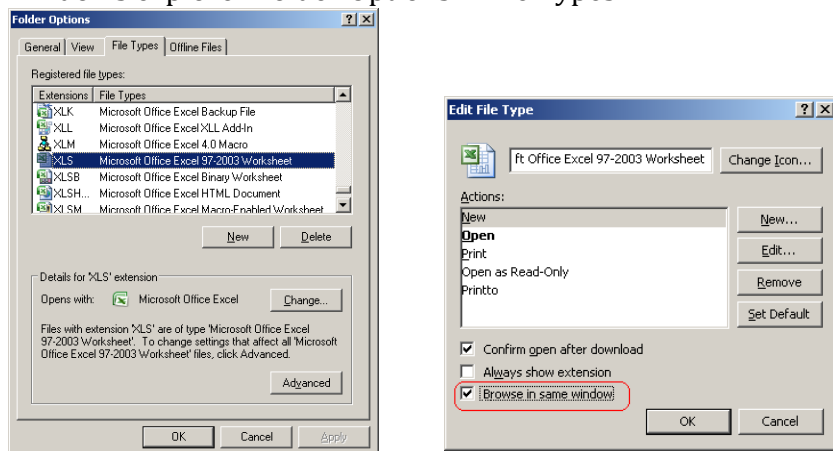 Folder Options
General View File Types Offline Files
Registered file types:
Extensions File Types
XLK Microsoft Office Excel Backup File
XLL Microsoft Office Excel XLL Add-In
XLM Microsoft Office Excel 4.0 Macro
XLS Microsoft Office Excel 97-2003 Worksheet
XLSB Microsoft Office Excel Binary Worksheet
XLSH... Microsoft Office Excel HTML Document
XLSM Microsoft Office Excel Macro-Enabled Worksheet
New Delete
Details for 'XLS' extension
Opens with: Microsoft Office Excel Change...
Files with extension 'XLS' are of type 'Microsoft Office Excel
97-2003 Worksheet'. To change settings that affect all 'Microsoft
Office Excel 97-2003 Worksheet' files, click Advanced.
Advanced
OK Cancel Apply
Edit File Type
ft Office Excel 97-2003 Worksheet Change Icon...
Actions:
New
Open
Print
Open as Read-Only
Printto
New...
Edit...
Remove
Set Default
Confirm open after download
Always show extension
Browse in same window
OK Cancel